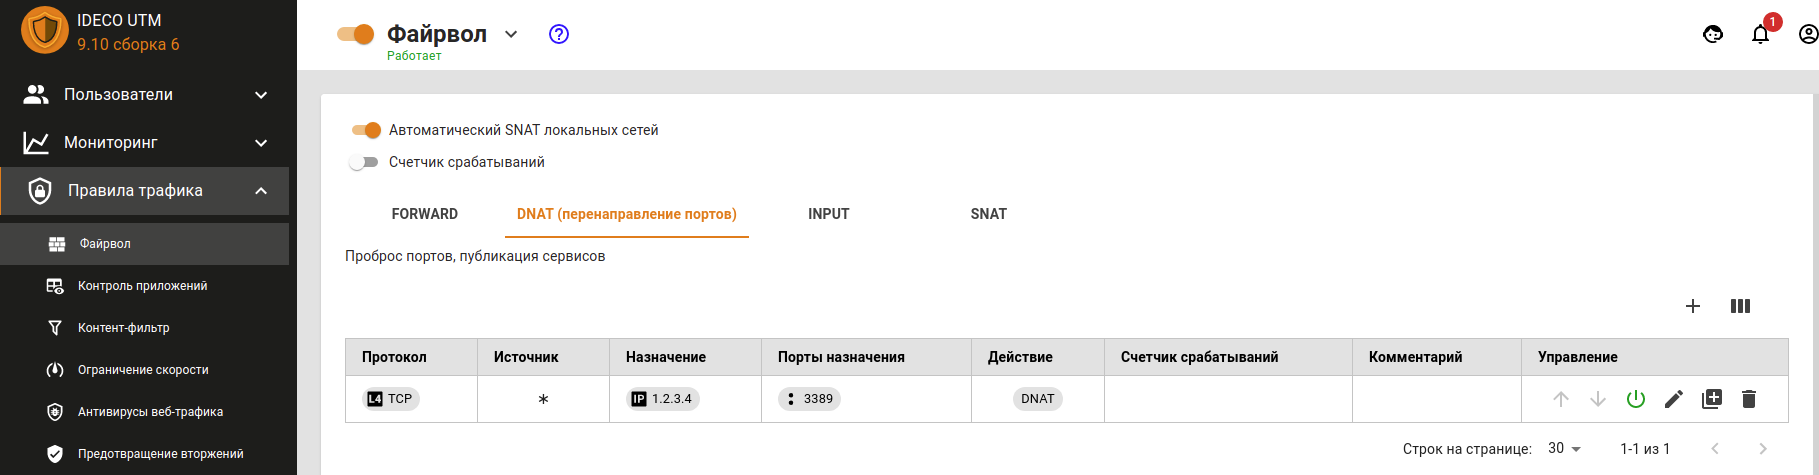 IDECO UTM
9.10 сборка 6
Пользователи
Мониторинг
Правила трафика
Файрвол
Контроль приложений
Контент-фильтр
Ограничение скорости
Антивирусы веб-трафика
Предотвращение вторжений
Файрвол
Работает
1
Автоматический SNAT локальных сетей
Счетчик срабатываний
FORWARD DNAT (перенаправление портов) INPUT SNAT
Проброс портов, публикация сервисов
Протокол Источник Назначение Порты назначения Действие Счетчик срабатываний Комментарий Управление
L4 TCP * IP 1.2.3.4 : 3389 DNAT
Строк на странице: 30 1-1 из 1